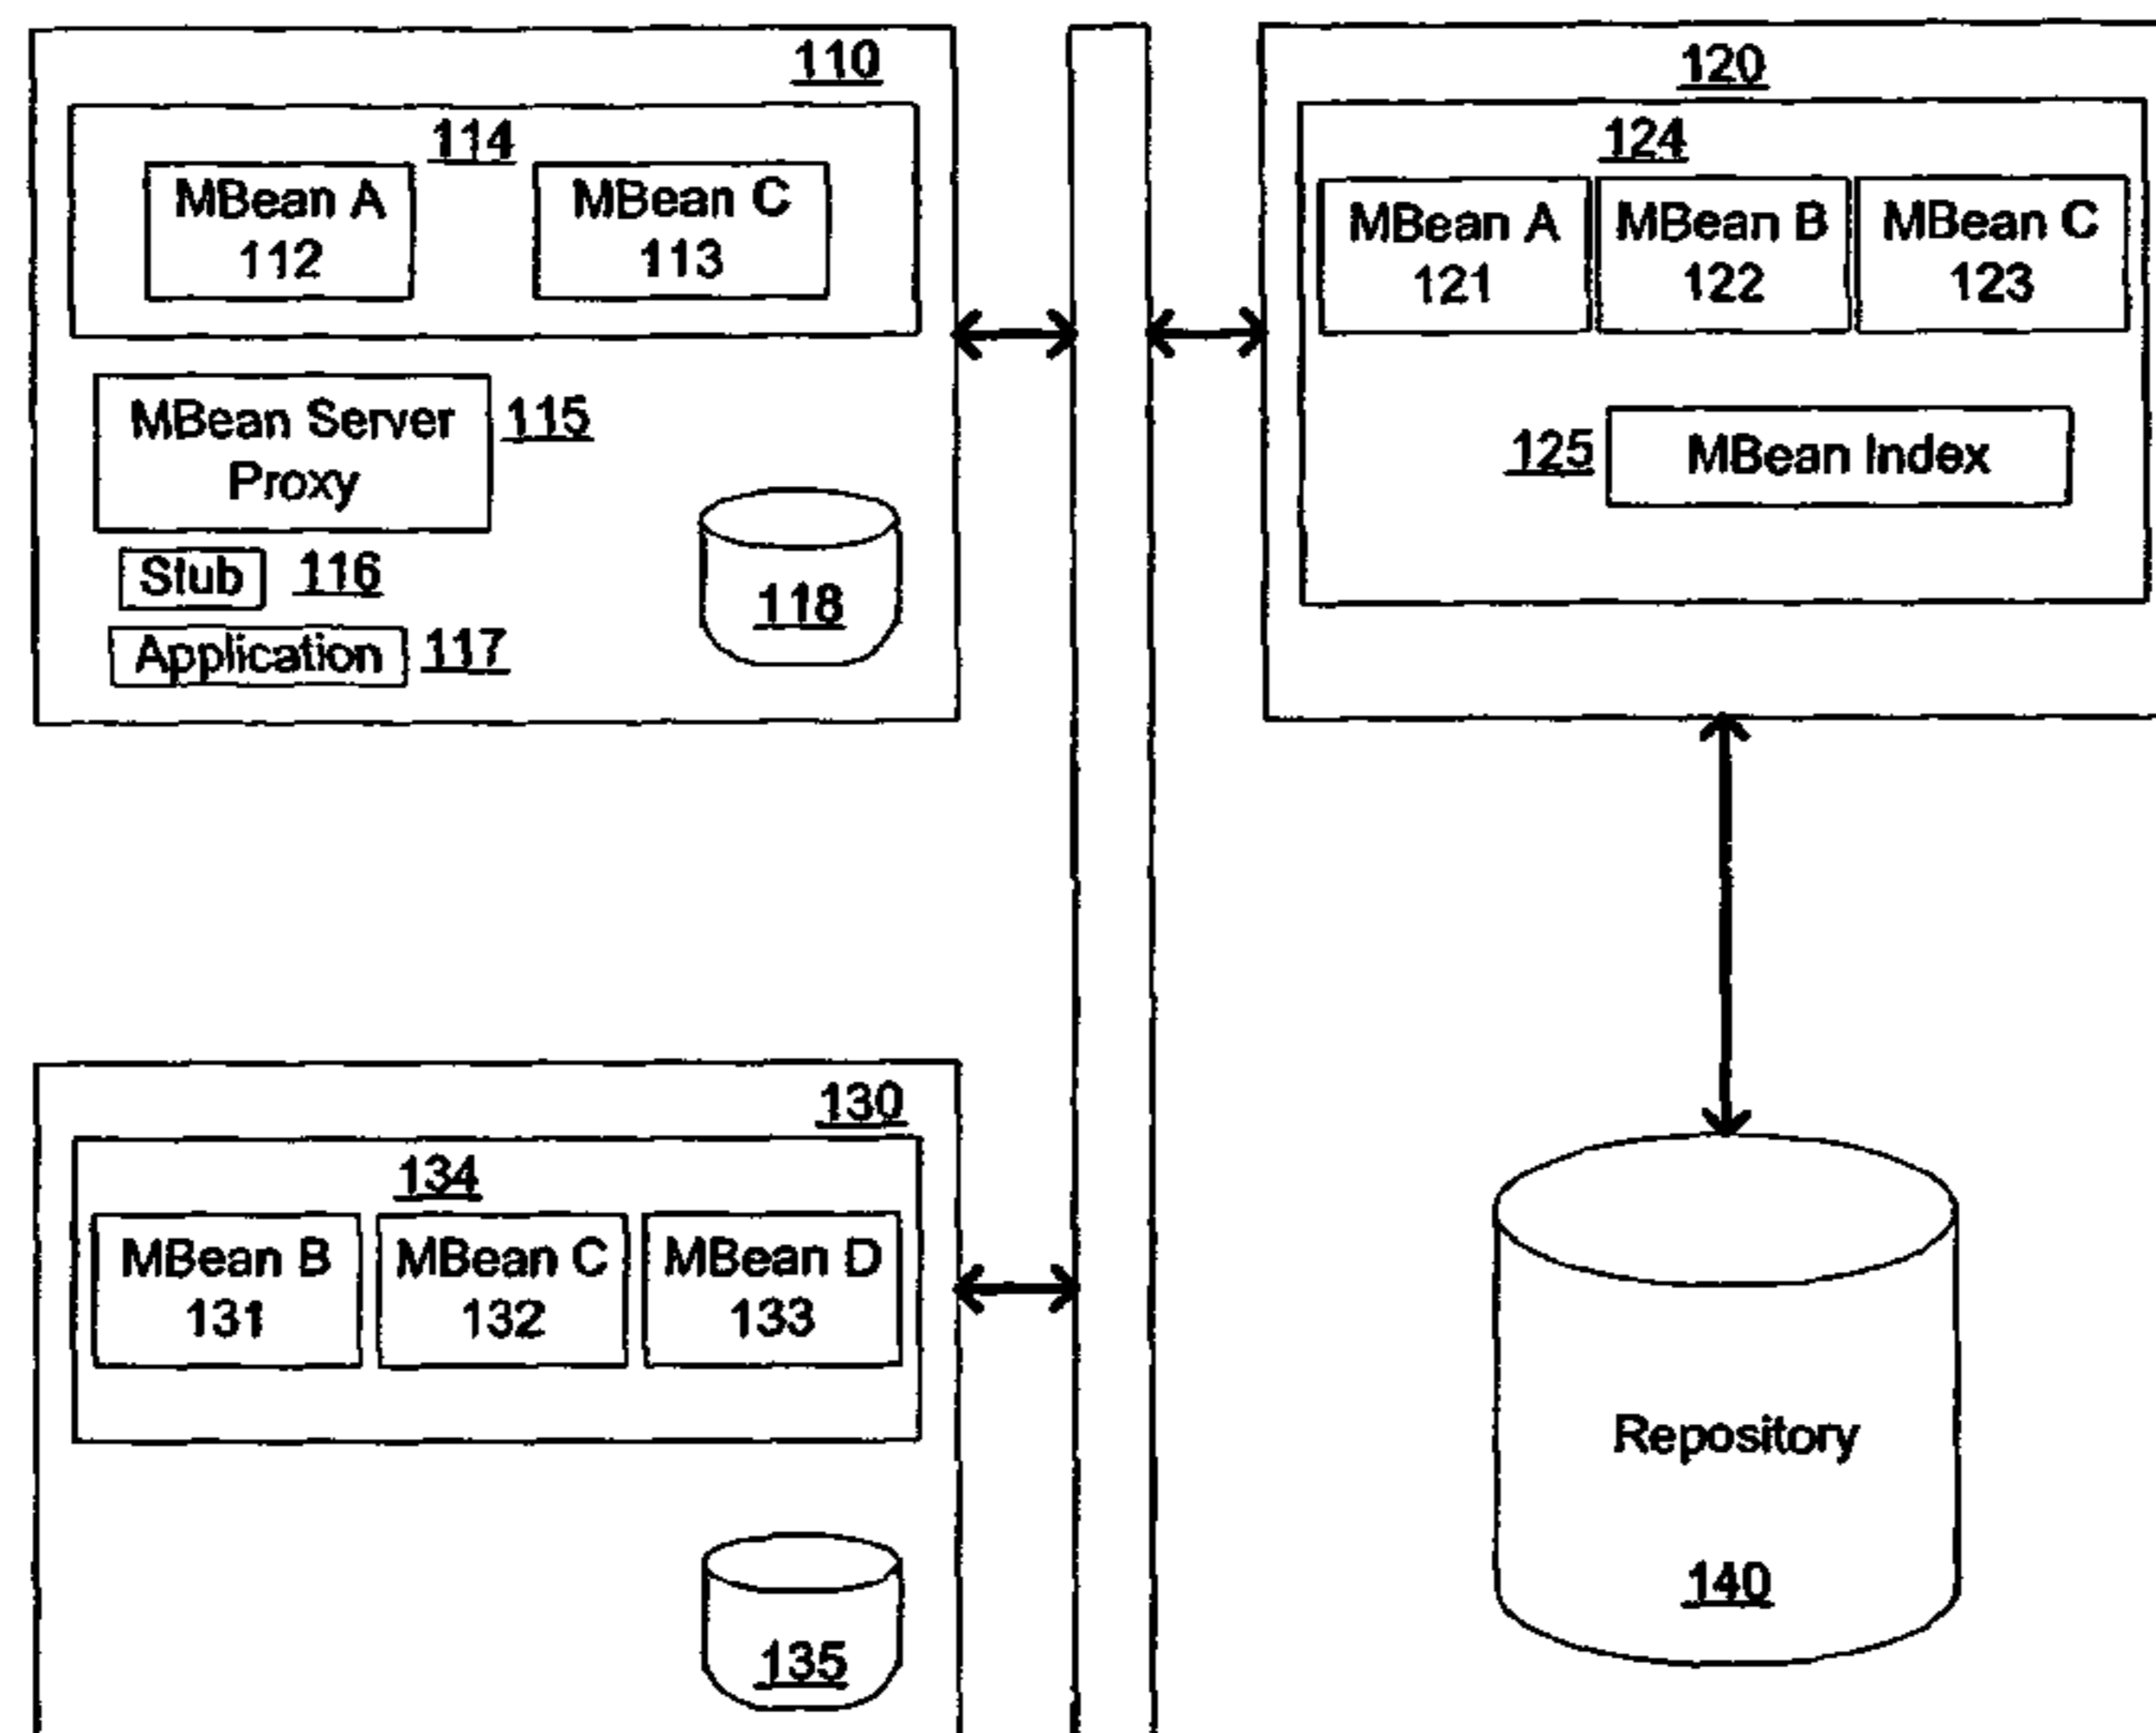 110
114
MBean A
112
MBean C
113
MBean Server
Proxy
115
Stub
116
Application
117
118
120
124
MBean A
121
MBean B
122
MBean C
123
125
MBean Index
130
134
MBean B
131
MBean C
132
MBean D
133
135
Repository
140